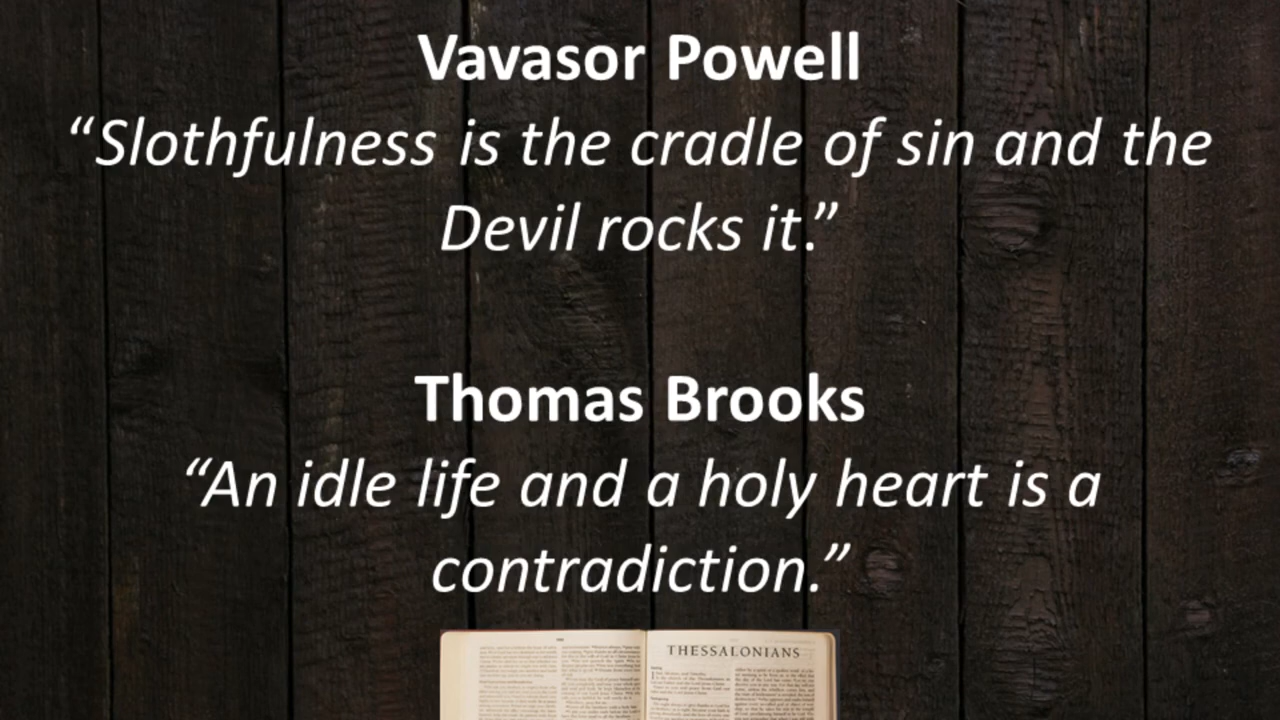 Vavasor Powell
“Slothfulness is the cradle of sin and the
Devil rocks it.”
Thomas Brooks
“An idle life and a holy heart is a
contradiction.”
THESSALONIANS